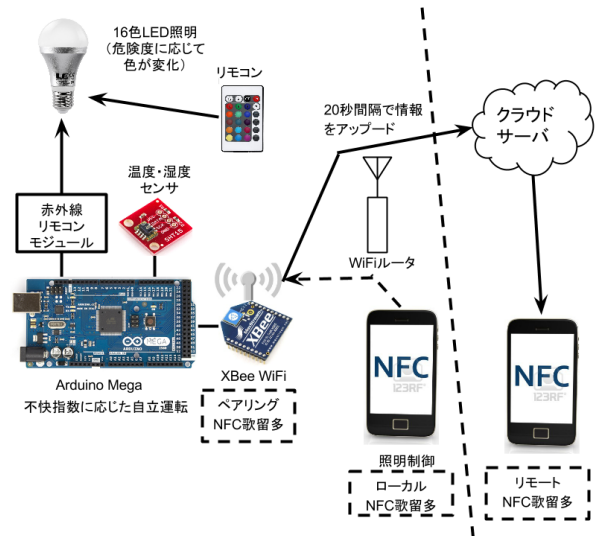 16色LED照明
（危険度に応じて
色が変化）
リモコン
20秒間隔で情報
をアップード
クラウド
サーバ
温度・湿度
センサ
赤外線
リモコン
モジュール
SHT15
WiFiルータ
XBee
MEGA
ARDUINO
NFC
123RF
NFC
123RF
Arduino Mega
不快指数に応じた自立運転
XBee WiFi
ペアリング
NFC歌留多
照明制御
ローカル
NFC歌留多
リモート
NFC歌留多